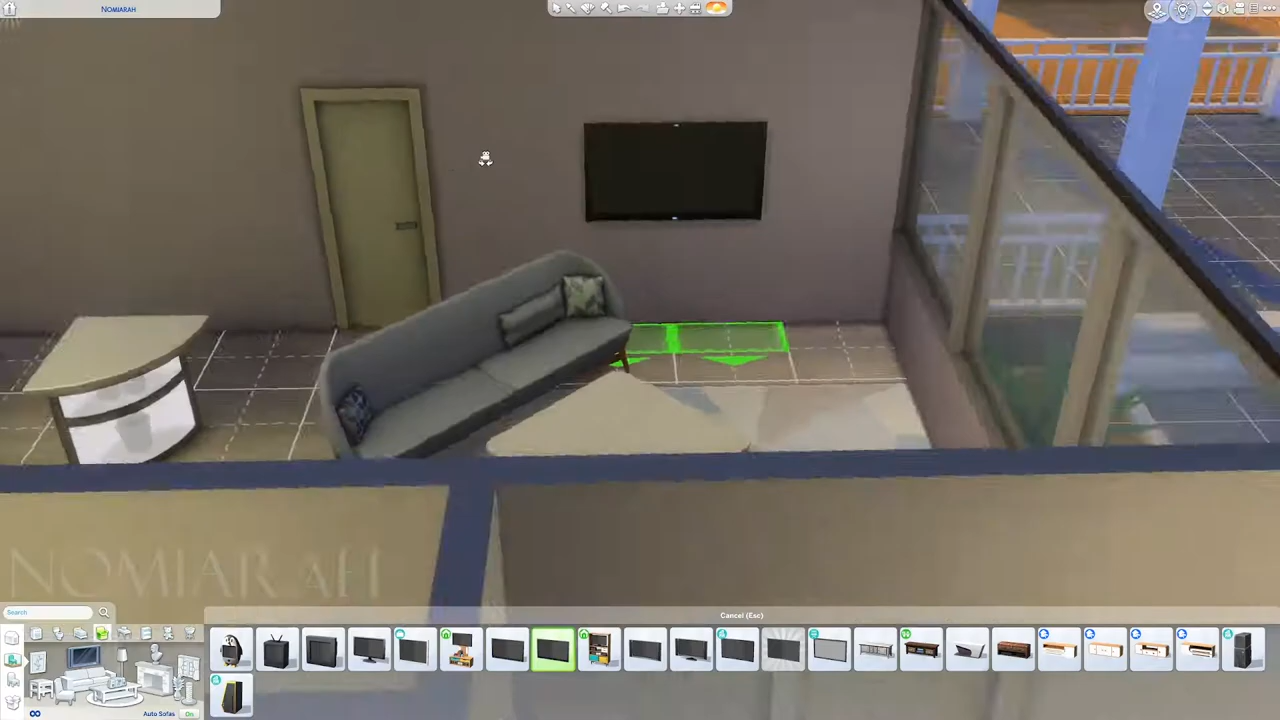 NOMIARAH
NOMIARAH
Cancel (Esc)
Search
Auto Sofas On